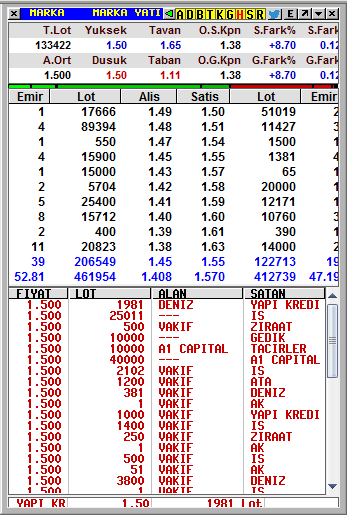 MARKA MARKA YATI A D B T K G H S R E
T.Lot Yuksek Tavan O.S.Kpn S.Fark% S.Fark
133422 1.50 1.65 1.38 +8.70 0.12
A.Ort Dusuk Taban O.G.Kpn G.Fark% G.Fark
1.500 1.50 1.11 1.38 +8.70 0.12
Emir Lot Alis Satis Lot Emir
1 17666 1.49 1.50 51019 2
4 89394 1.48 1.51 11427 3
1 550 1.47 1.54 1500 1
4 15900 1.45 1.55 1381 4
1 15000 1.43 1.57 65 1
2 5704 1.42 1.58 20000 1
5 25400 1.41 1.59 12171 1
8 15712 1.40 1.60 10760 3
2 400 1.39 1.61 390 1
11 20823 1.38 1.63 14000 2
39 206549 1.45 1.55 122713 19
52.81 461954 1.408 1.570 412739 47.19
FIYAT LOT ALAN SATAN
1.500 1981 DENIZ YAPI KREDI
1.500 25011 --- IS
1.500 500 VAKIF ZIRAAT
1.500 10000 --- GEDIK
1.500 10000 A1 CAPITAL TACIRLER
1.500 40000 --- A1 CAPITAL
1.500 2102 VAKIF IS
1.500 1200 VAKIF ATA
1.500 381 VAKIF DENIZ
1.500 1 VAKIF AK
1.500 1000 VAKIF YAPI KREDI
1.500 1400 VAKIF IS
1.500 250 VAKIF ZIRAAT
1.500 1 VAKIF AK
1.500 500 VAKIF IS
1.500 51 VAKIF AK
1.500 3800 VAKIF DENIZ
1.500 1 VAKIF IS
YAPI KR 1.50 1981 Lot